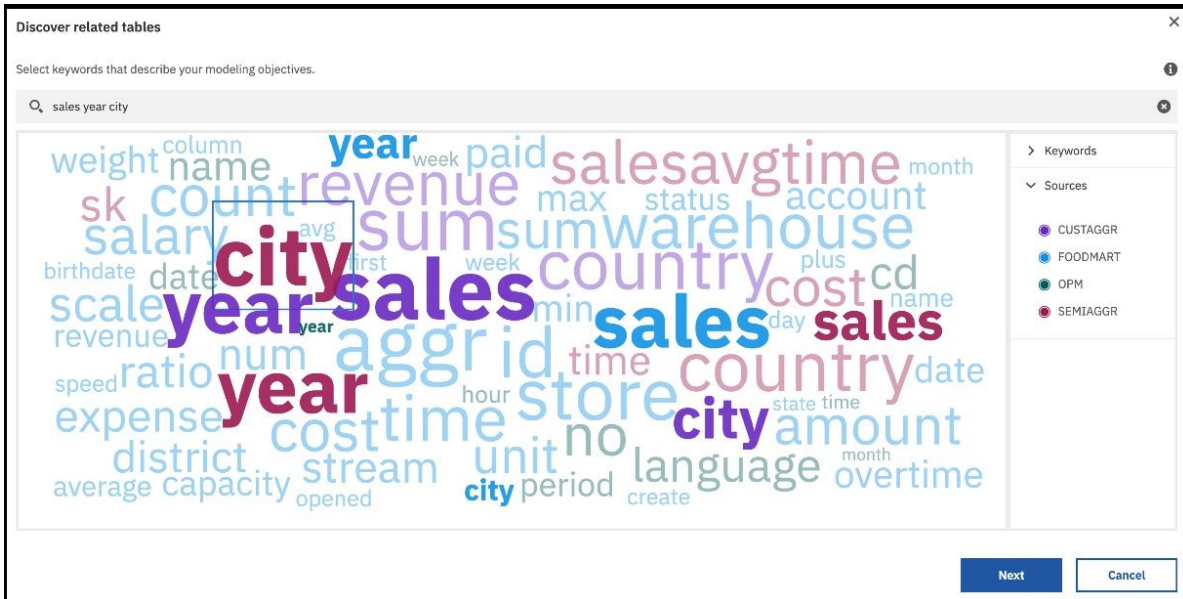 Discover related tables
Select keywords that describe your modeling objectives.
sales year city
column
year
week
paid
salesavgtime
month
weight
name
revenue
sk
count
max
status
account
salary
avg
sum
sumwarehouse
city
birthdate
date
first
week
country
plus
cost
cd
scale
year
sales
min
sales
day
name
sales
revenue
year
aggr
id
time
country
date
speed
ratio
num
year
hour
store
city
state
time
expense
cost
time
no
amount
district
stream
unit
language
month
overtime
average
capacity
opened
city
period
create
Keywords
Sources
CUSTAGGR
FOODMART
OPM
SEMIAGGR
Next
Cancel